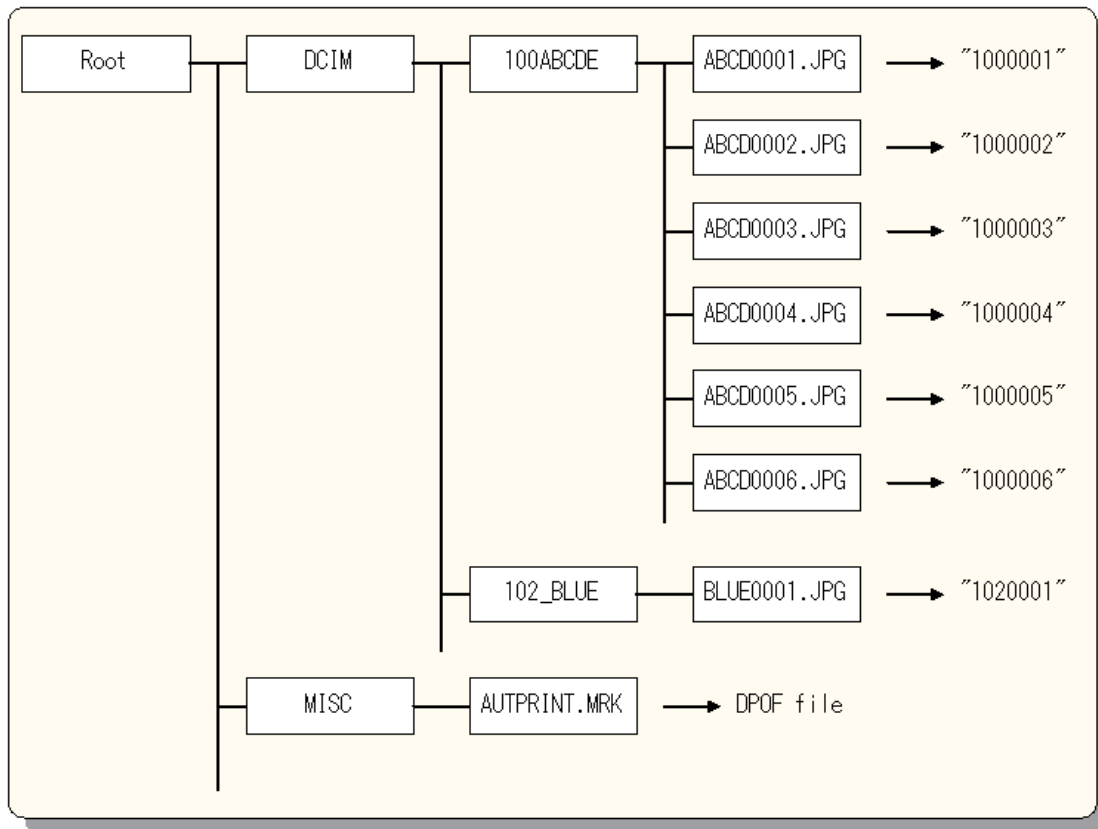 Root DCIM 100ABCDE ABCD0001.JPG "1000001"
ABCD0002.JPG "1000002"
ABCD0003.JPG "1000003"
ABCD0004.JPG "1000004"
ABCD0005.JPG "1000005"
ABCD0006.JPG "1000006"
102_BLUE BLUE0001.JPG "1020001"
MISC AUTPRINT.MRK DPOF file